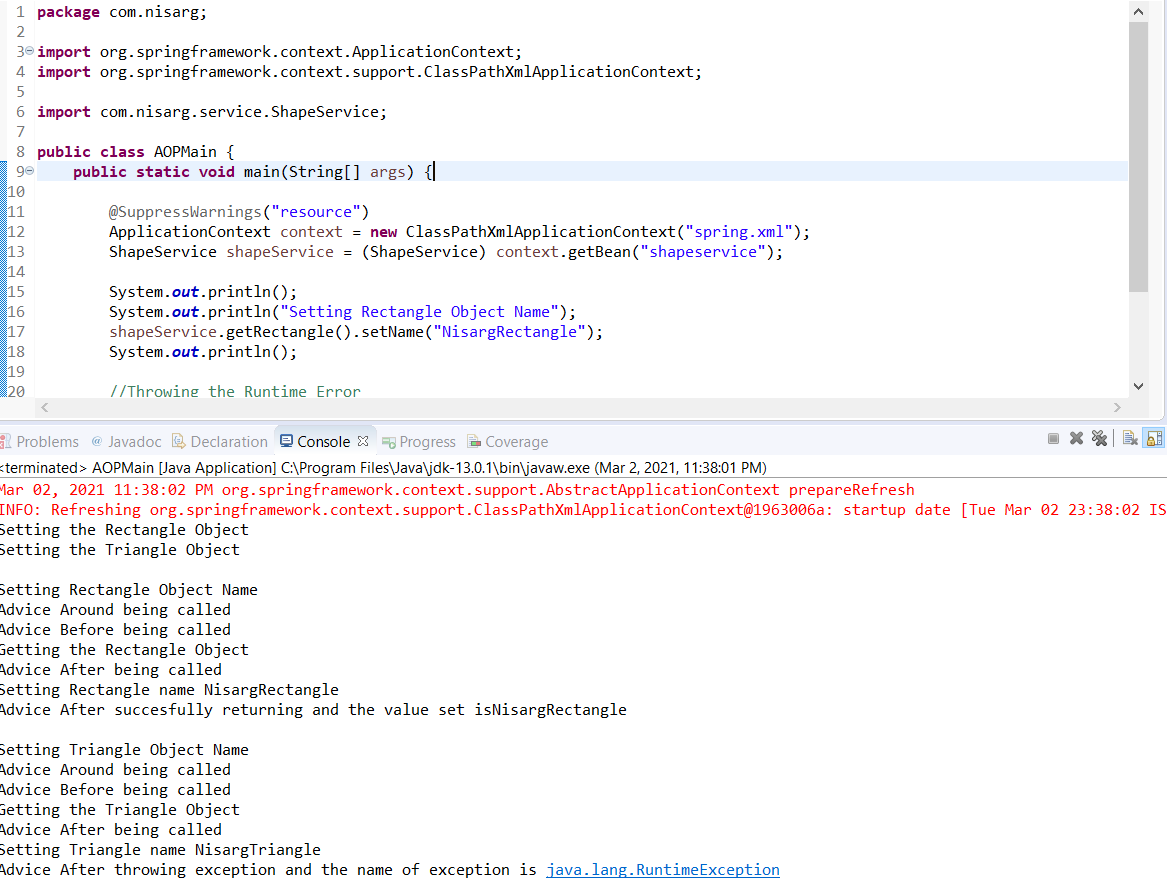 1 package com.nisarg;
2
3 import org.springframework.context.ApplicationContext;
4 import org.springframework.context.support.ClassPathXmlApplicationContext;
5
6 import com.nisarg.service.ShapeService;
7
8 public class AOPMain {
9 public static void main(String[] args) {
10
11 @SuppressWarnings("resource")
12 ApplicationContext context = new ClassPathXmlApplicationContext("spring.xml");
13 ShapeService shapeService = (ShapeService) context.getBean("shapeservice");
14
15 System.out.println();
16 System.out.println("Setting Rectangle Object Name");
17 shapeService.getRectangle().setName("NisargRectangle");
18 System.out.println();
19
20 //Throwing the Runtime Error
Problems @ Javadoc Declaration Console Progress Coverage
<terminated> AOPMain [Java Application] C:\Program Files\Java\jdk-13.0.1\bin\javaw.exe (Mar 2, 2021, 11:38:01 PM)
Mar 02, 2021 11:38:02 PM org.springframework.context.support.AbstractApplicationContext prepareRefresh
INFO: Refreshing org.springframework.context.support.ClassPathXmlApplicationContext@1963006a: startup date [Tue Mar 02 23:38:02 IS
Setting the Rectangle Object
Setting the Triangle Object
Setting Rectangle Object Name
Advice Around being called
Advice Before being called
Getting the Rectangle Object
Advice After being called
Setting Rectangle name NisargRectangle
Advice After succesfully returning and the value set isNisargRectangle
Setting Triangle Object Name
Advice Around being called
Advice Before being called
Getting the Triangle Object
Advice After being called
Setting Triangle name NisargTriangle
Advice After throwing exception and the name of exception is java.lang.RuntimeException